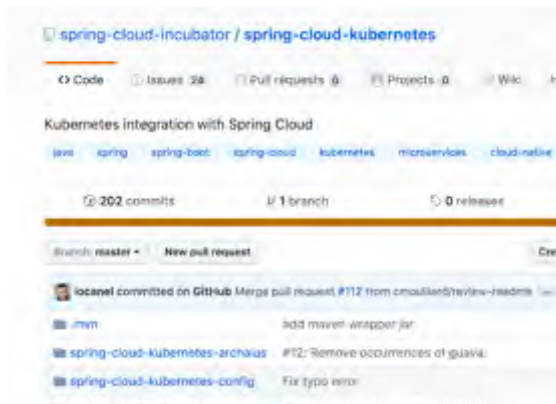 spring-cloud-incubator / spring-cloud-kubernetes
<> Code Issues 24 Pull requests 0 Projects 0 Wiki
Kubernetes integration with Spring Cloud
java spring spring-boot spring-cloud kubernetes microservices cloud-native
202 commits 1 branch 0 releases
Branch: master New pull request Cre
iocanel committed on GitHub Merge pull request #112 from cmoulliard/review-readme ...
.mvn add maven wrapper jar
spring-cloud-kubernetes-archaius #12: Remove occurrences of guava.
spring-cloud-kubernetes-config Fix typo error